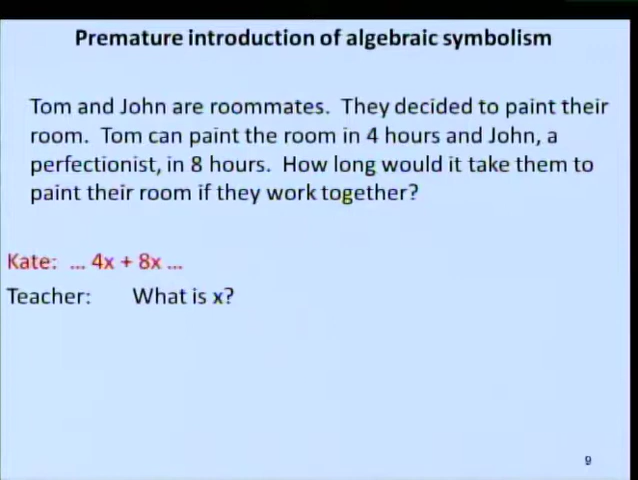 Premature introduction of algebraic symbolism
Tom and John are roommates. They decided to paint their
room. Tom can paint the room in 4 hours and John, a
perfectionist, in 8 hours. How long would it take them to
paint their room if they work together?
Kate: ... 4x + 8x ...
Teacher: What is x?
9